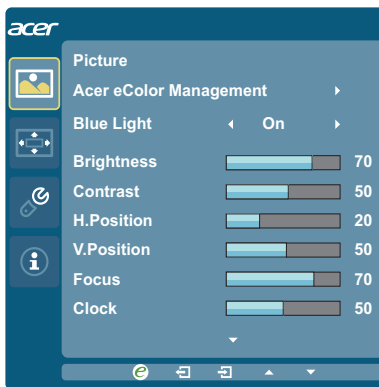 acer
Picture
Acer eColor Management
Blue Light On
Brightness 70
Contrast 50
H.Position 20
V.Position 50
Focus 70
Clock 50
e